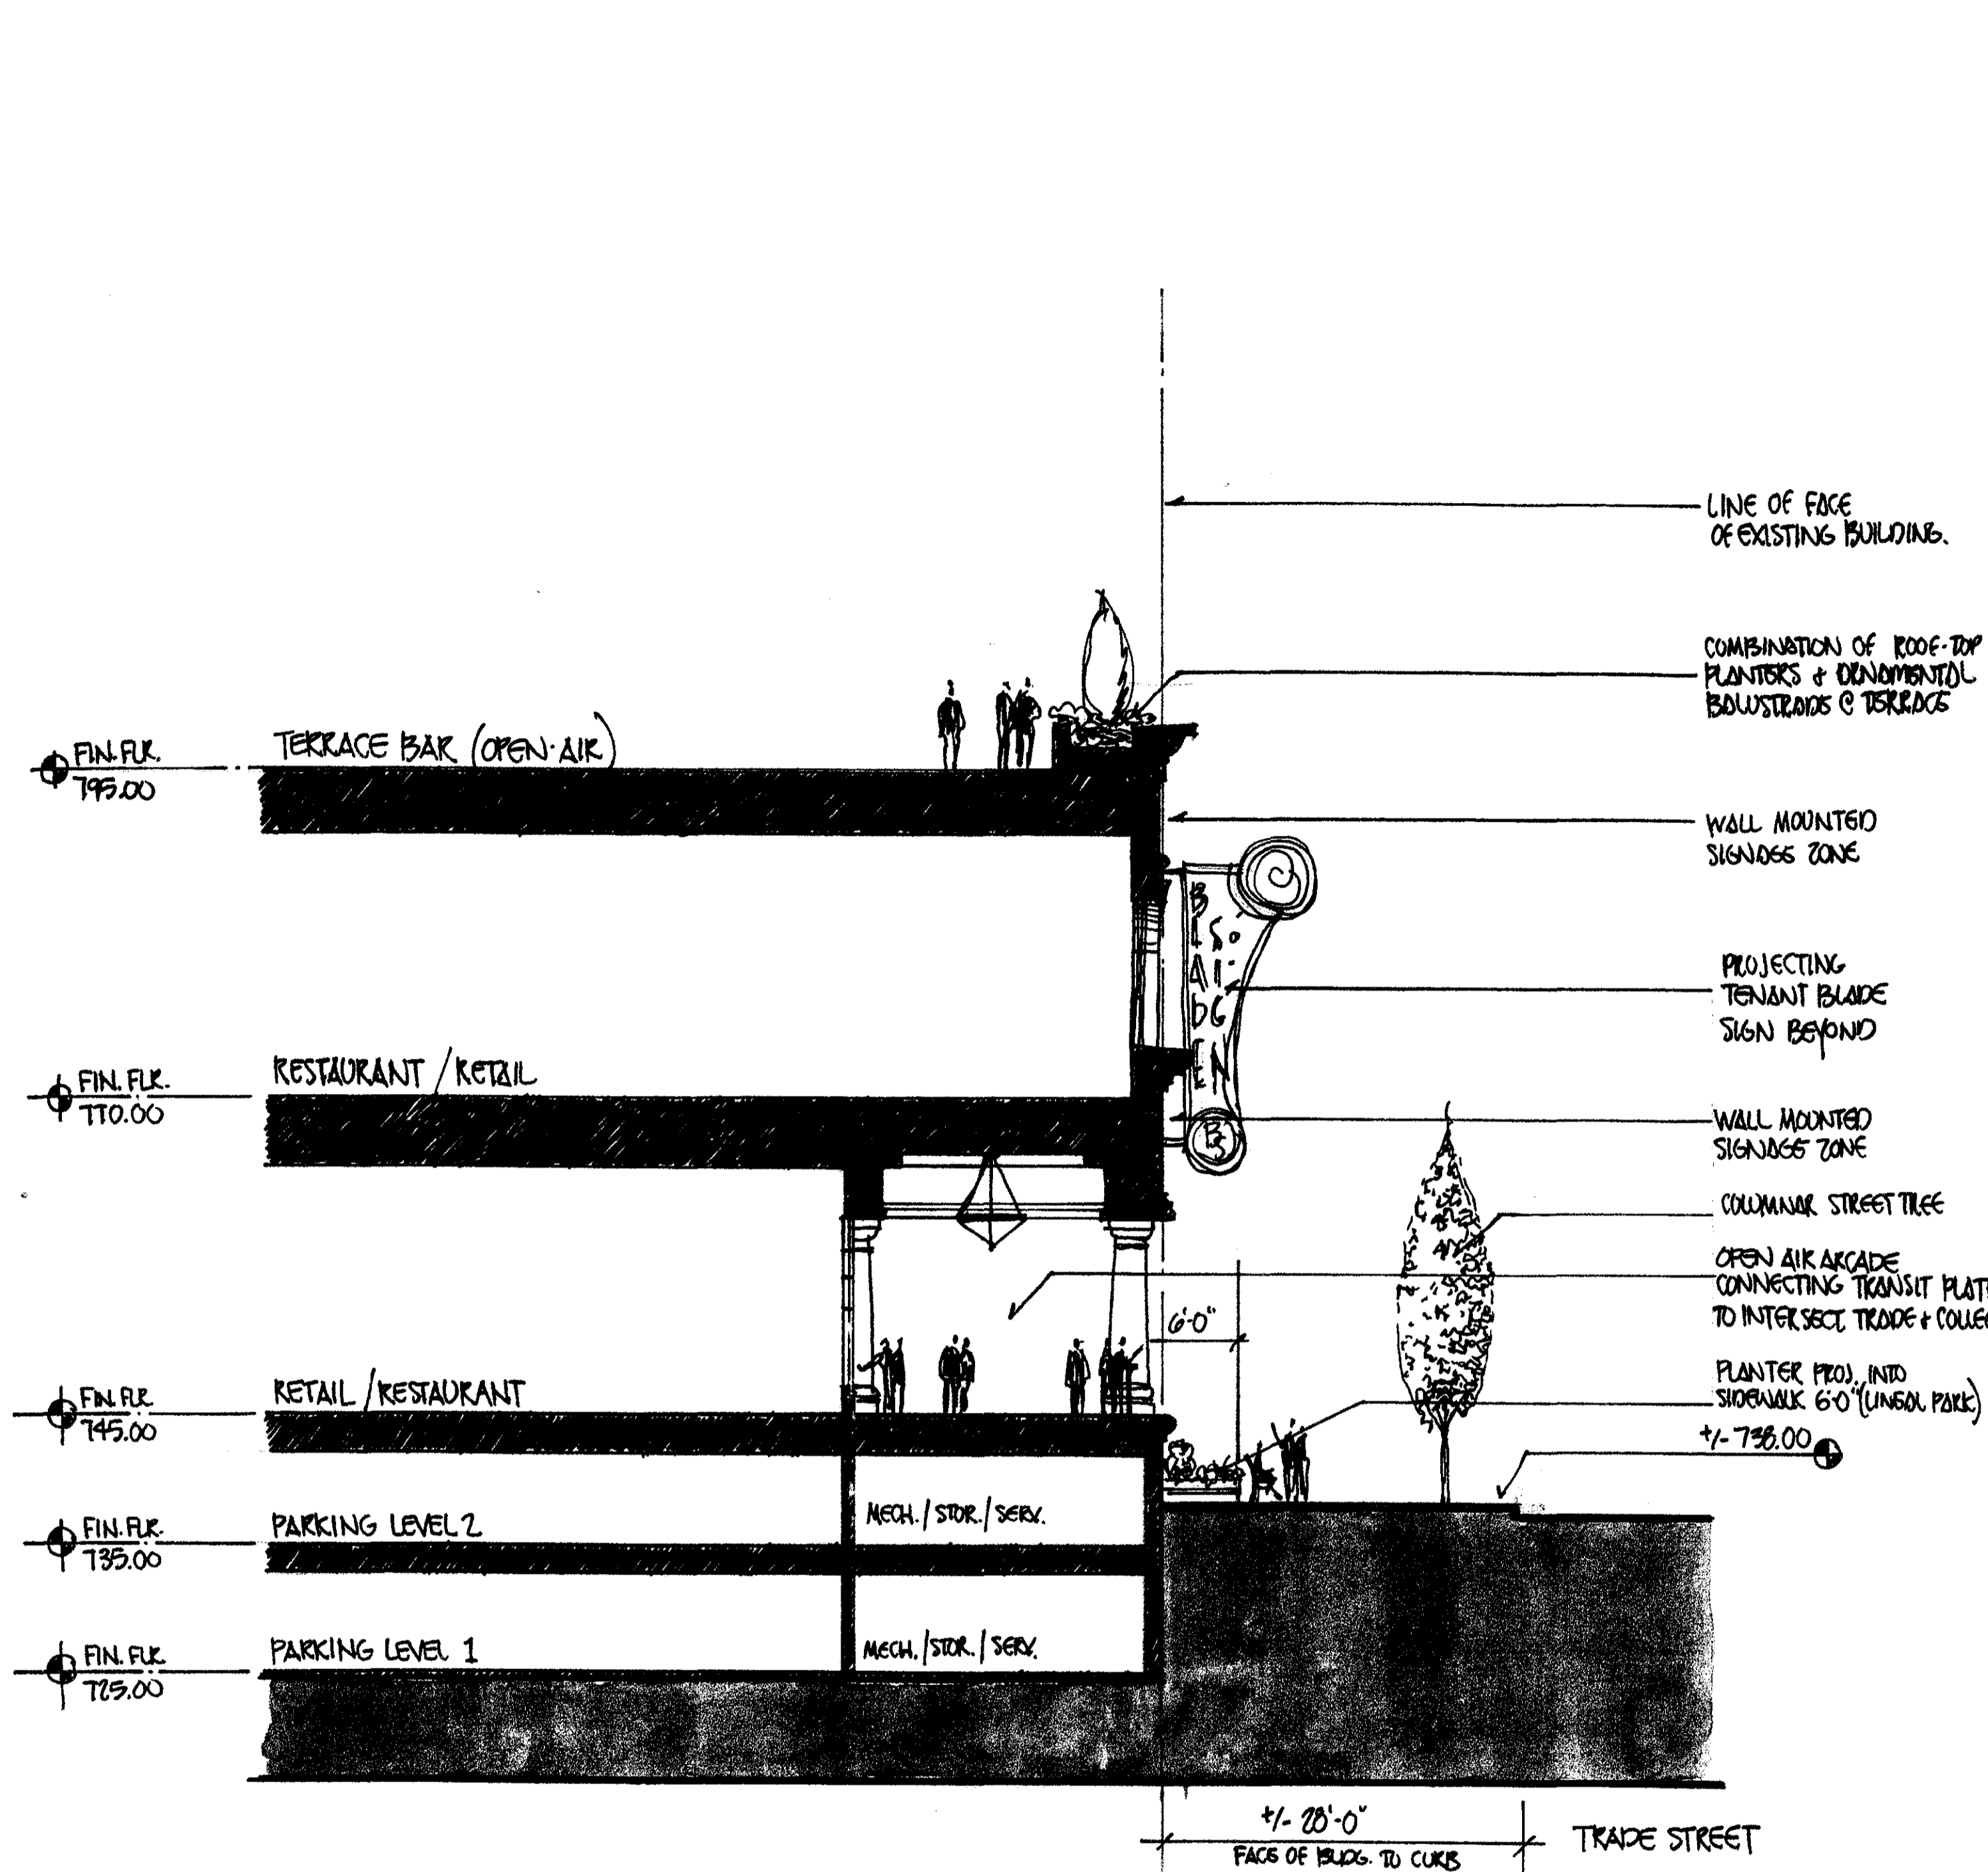 LINE OF FACE
OF EXISTING BUILDING.
COMBINATION OF ROOF-TOP
PLANTERS & ORNAMENTAL
BALUSTRADE @ TERRACE
FIN. FLR.
795.00
TERRACE BAR (OPEN-AIR)
WALL MOUNTED
SIGNAGE ZONE
BLADE
SIGN
BS
PROJECTING
TENANT BLADE
SIGN BEYOND
FIN. FLR.
770.00
RESTAURANT / RETAIL
WALL MOUNTED
SIGNAGE ZONE
COLUMNAR STREET TREE
OPEN AIR ARCADE
CONNECTING TRANSIT
TO INTERSECT. TRADE &
6'-0"
PLANTER PROJ. INTO
SIDEWALK 6'-0" (LINEAL PARK)
+/- 738.00
FIN. FLR
745.00
RETAIL / RESTAURANT
FIN. FLR.
735.00
PARKING LEVEL 2
MECH. / STOR. / SERV.
FIN. FLR.
725.00
PARKING LEVEL 1
MECH. / STOR. / SERV.
+/- 28'-0"
FACE OF BLDG. TO CURB
TRADE STREET